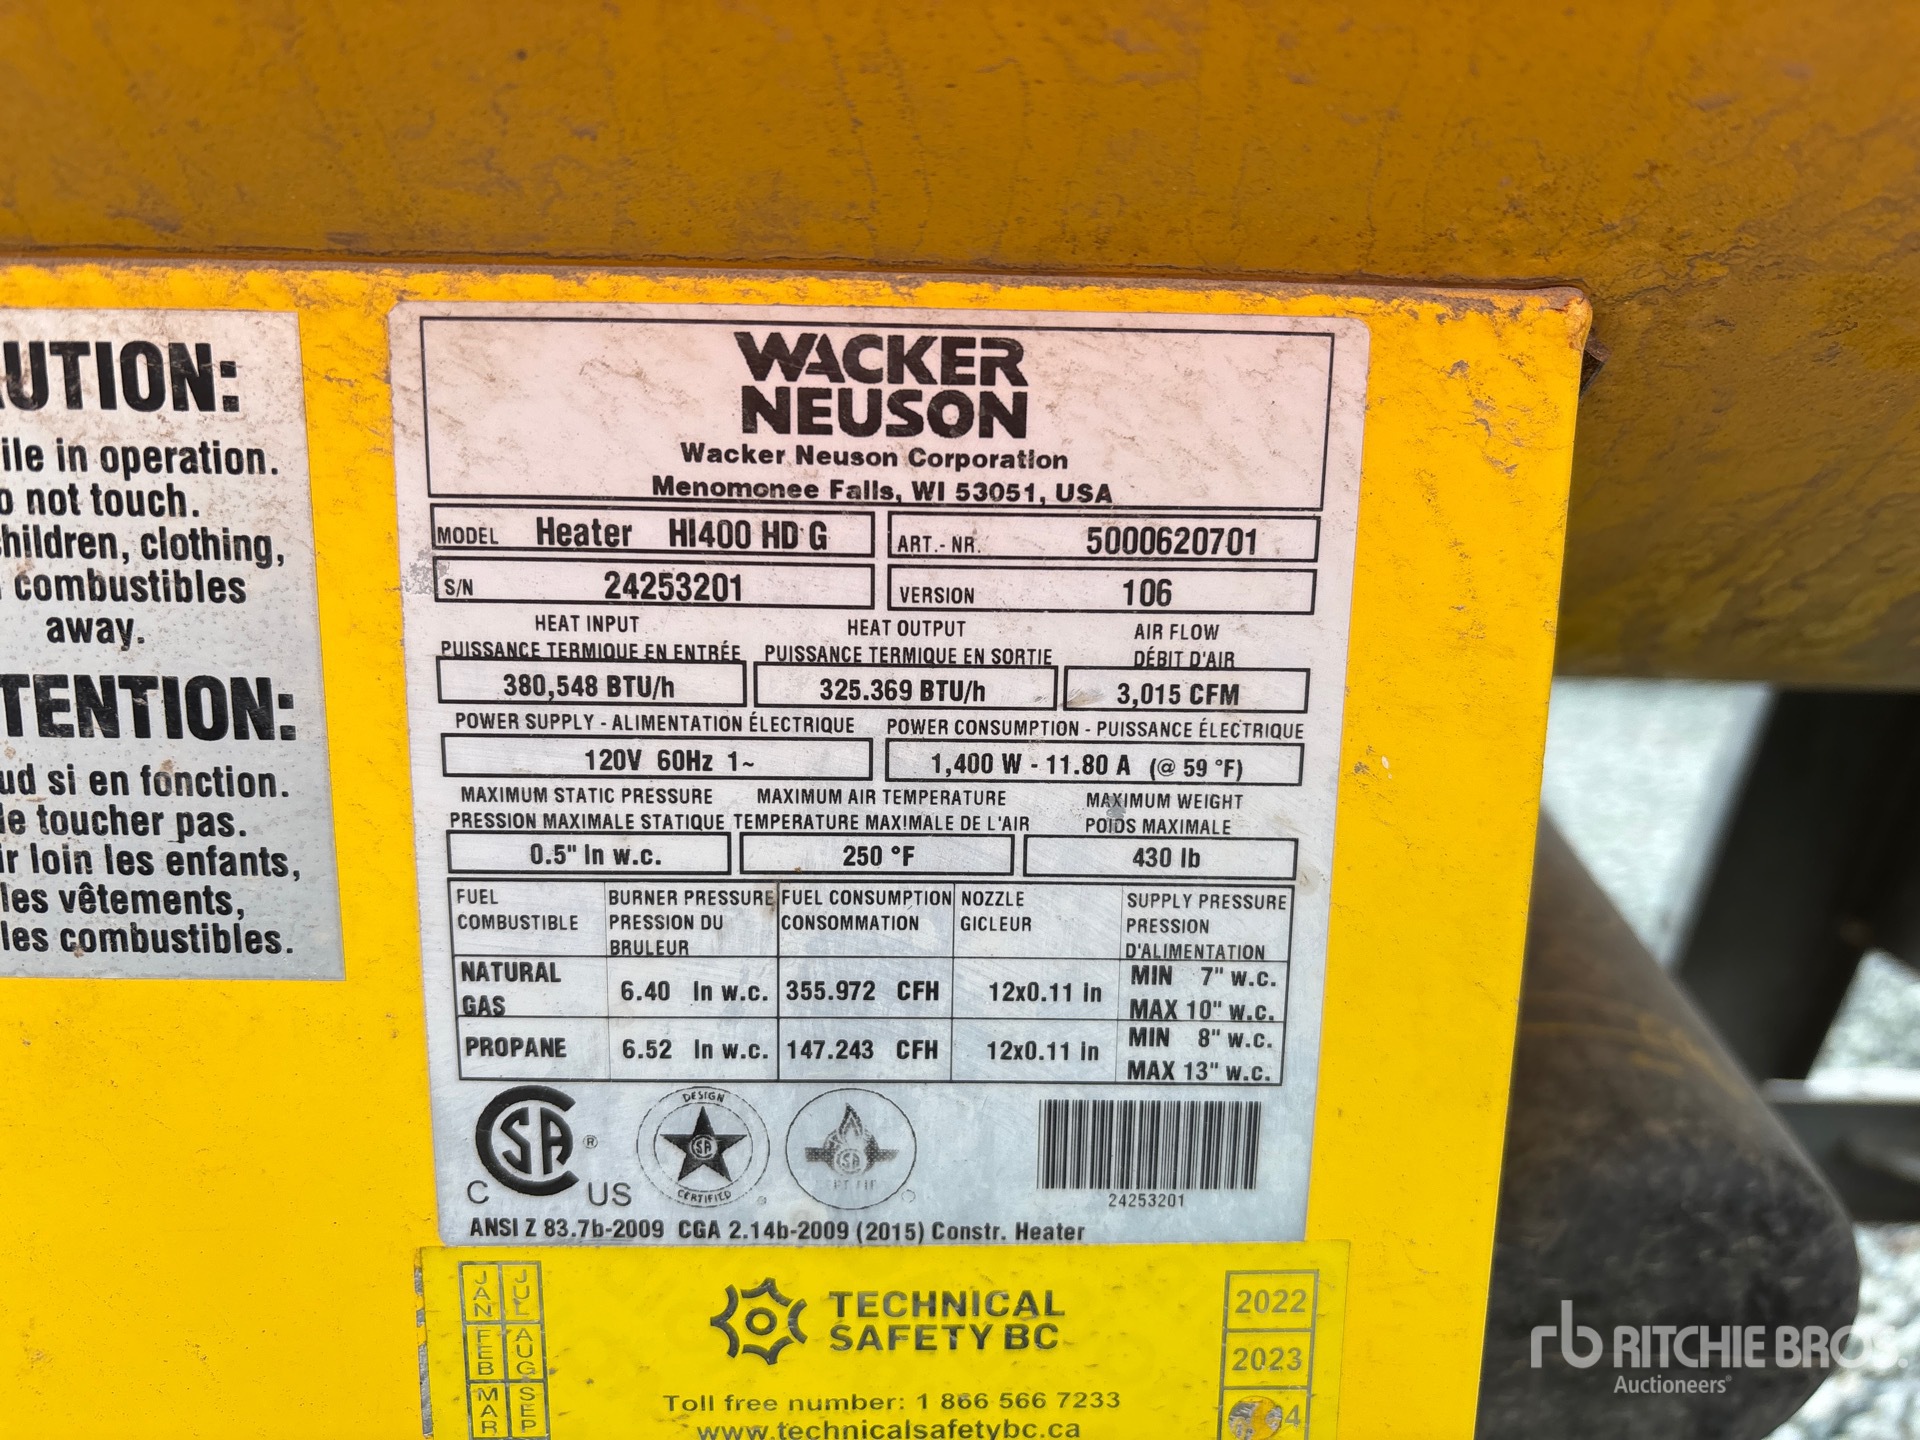 UTION:
ile in operation.
o not touch.
hildren, clothing,
combustibles
away.
TENTION:
ud si en fonction.
le toucher pas.
ir loin les enfants,
les vêtements,
les combustibles.
WACKER
NEUSON
Wacker Neuson Corporation
Menomonee Falls, WI 53051, USA
MODEL Heater HI400 HD G
ART.- NR. 5000620701
S/N 24253201
VERSION 106
HEAT INPUT
PUISSANCE TERMIQUE EN ENTRÉE
380,548 BTU/h
HEAT OUTPUT
PUISSANCE TERMIQUE EN SORTIE
325.369 BTU/h
AIR FLOW
DÉBIT D'AIR
3,015 CFM
POWER SUPPLY - ALIMENTATION ÉLECTRIQUE
120V 60Hz 1~
POWER CONSUMPTION - PUISSANCE ÉLECTRIQUE
1,400 W - 11.80 A (@ 59 °F)
MAXIMUM STATIC PRESSURE
PRESSION MAXIMALE STATIQUE
0.5" In w.c.
MAXIMUM AIR TEMPERATURE
TEMPERATURE MAXIMALE DE L'AIR
250 °F
MAXIMUM WEIGHT
POIDS MAXIMALE
430 lb
FUEL
COMBUSTIBLE
BURNER PRESSURE
PRESSION DU
BRULEUR
FUEL CONSUMPTION
CONSOMMATION
NOZZLE
GICLEUR
SUPPLY PRESSURE
PRESSION
D'ALIMENTATION
NATURAL
GAS
6.40 In w.c.
355.972 CFH
12x0.11 in
MIN 7" w.c.
MAX 10" w.c.
PROPANE
6.52 In w.c.
147.243 CFH
12x0.11 in
MIN 8" w.c.
MAX 13" w.c.
CSA ®
C US
DESIGN
SA
CERTIFIED
24253201
ANSI Z 83.7b-2009 CGA 2.14b-2009 (2015) Constr. Heater
JAN JUL
FEB AUG
MAR SEP
TECHNICAL
SAFETY BC
Toll free number: 1 866 566 7233
www.technicalsafetybc.ca
2022
2023
4
rb RITCHIE BROS.
Auctioneers®